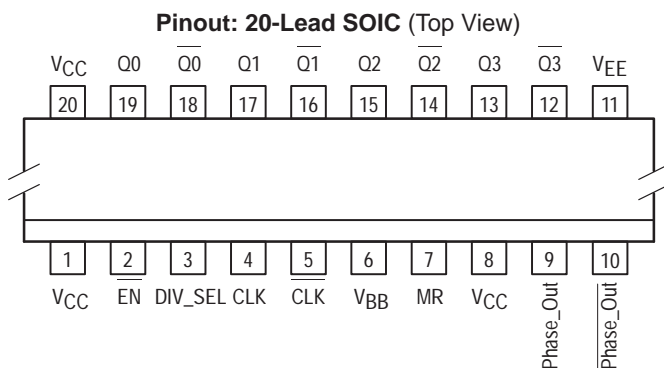 Pinout: 20-Lead SOIC (Top View)
VCC Q0 Q0 Q1 Q1 Q2 Q2 Q3 Q3 VEE
20 19 18 17 16 15 14 13 12 11
1 2 3 4 5 6 7 8 9 10
VCC EN DIV_SEL CLK CLK VBB MR VCC Phase_Out Phase_Out